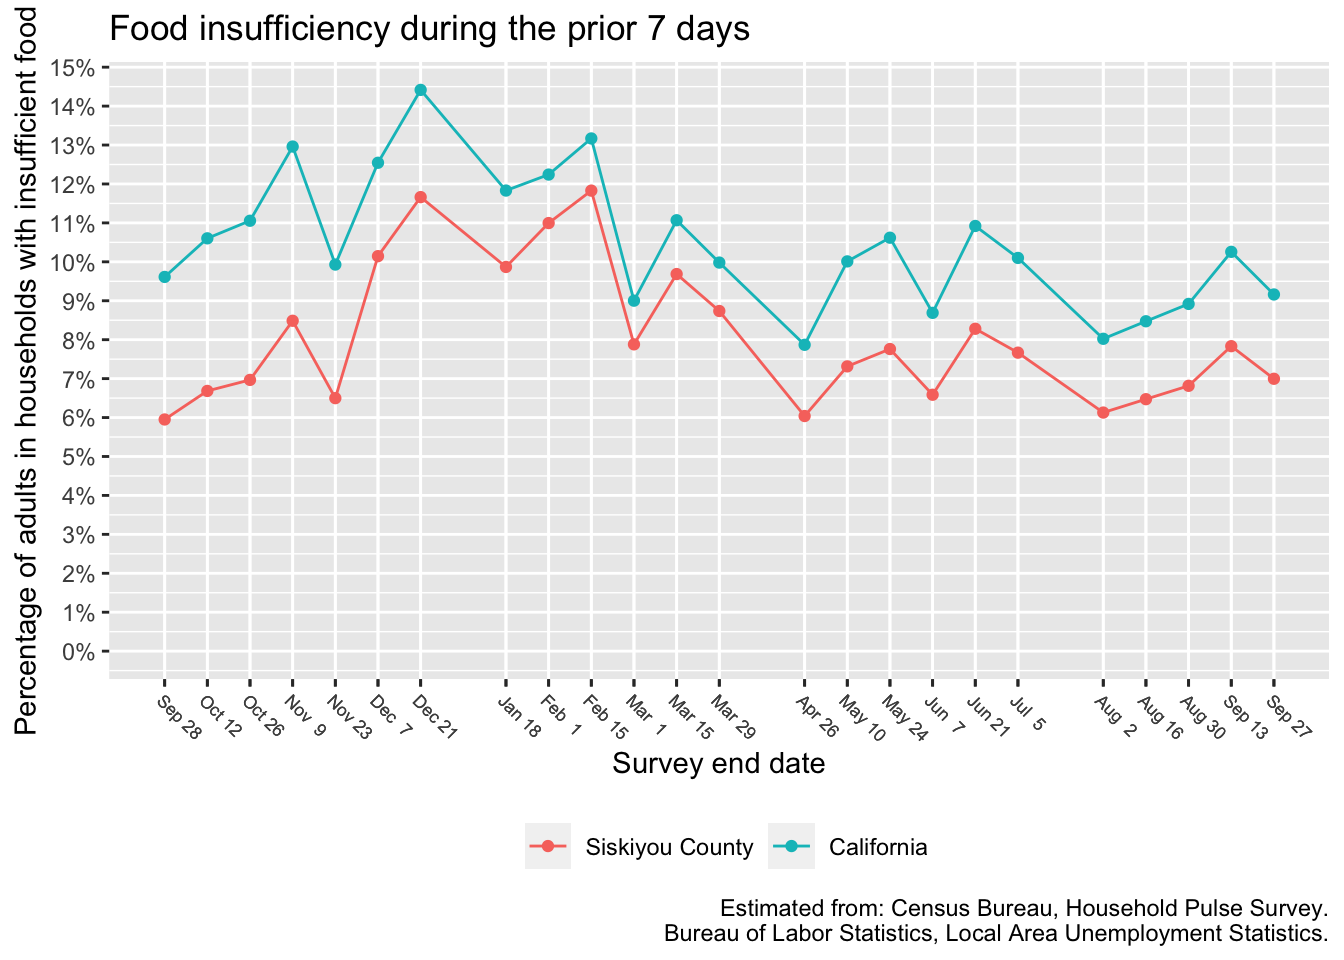 Food insufficiency during the prior 7 days
Percentage of adults in households with insufficient food
15%
14%
13%
12%
11%
10%
9%
8%
7%
6%
5%
4%
3%
2%
1%
0%
Sep 28
Oct 12
Oct 26
Nov 9
Nov 23
Dec 7
Dec 21
Jan 18
Feb 1
Feb 15
Mar 1
Mar 15
Mar 29
Apr 26
May 10
May 24
Jun 7
Jun 21
Jul 5
Aug 2
Aug 16
Aug 30
Sep 13
Sep 27
Survey end date
Siskiyou County
California
Estimated from: Census Bureau, Household Pulse Survey.
Bureau of Labor Statistics, Local Area Unemployment Statistics.